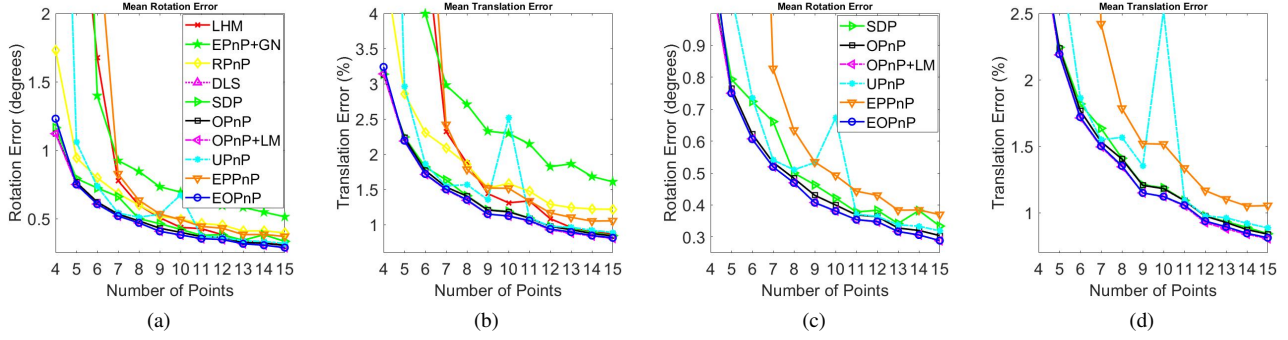 Mean Rotation Error
Rotation Error (degrees)
2
1.5
1
0.5
4 5 6 7 8 9 10 11 12 13 14 15
Number of Points
LHM
EPnP+GN
RPnP
DLS
SDP
OPnP
OPnP+LM
UPnP
EPPnP
EOPnP
(a)
Mean Translation Error
Translation Error (%)
4
3.5
3
2.5
2
1.5
1
4 5 6 7 8 9 10 11 12 13 14 15
Number of Points
(b)
Mean Rotation Error
Rotation Error (degrees)
0.9
0.8
0.7
0.6
0.5
0.4
0.3
4 5 6 7 8 9 10 11 12 13 14 15
Number of Points
SDP
OPnP
OPnP+LM
UPnP
EPPnP
EOPnP
(c)
Mean Translation Error
Translation Error (%)
2.5
2
1.5
1
4 5 6 7 8 9 10 11 12 13 14 15
Number of Points
(d)